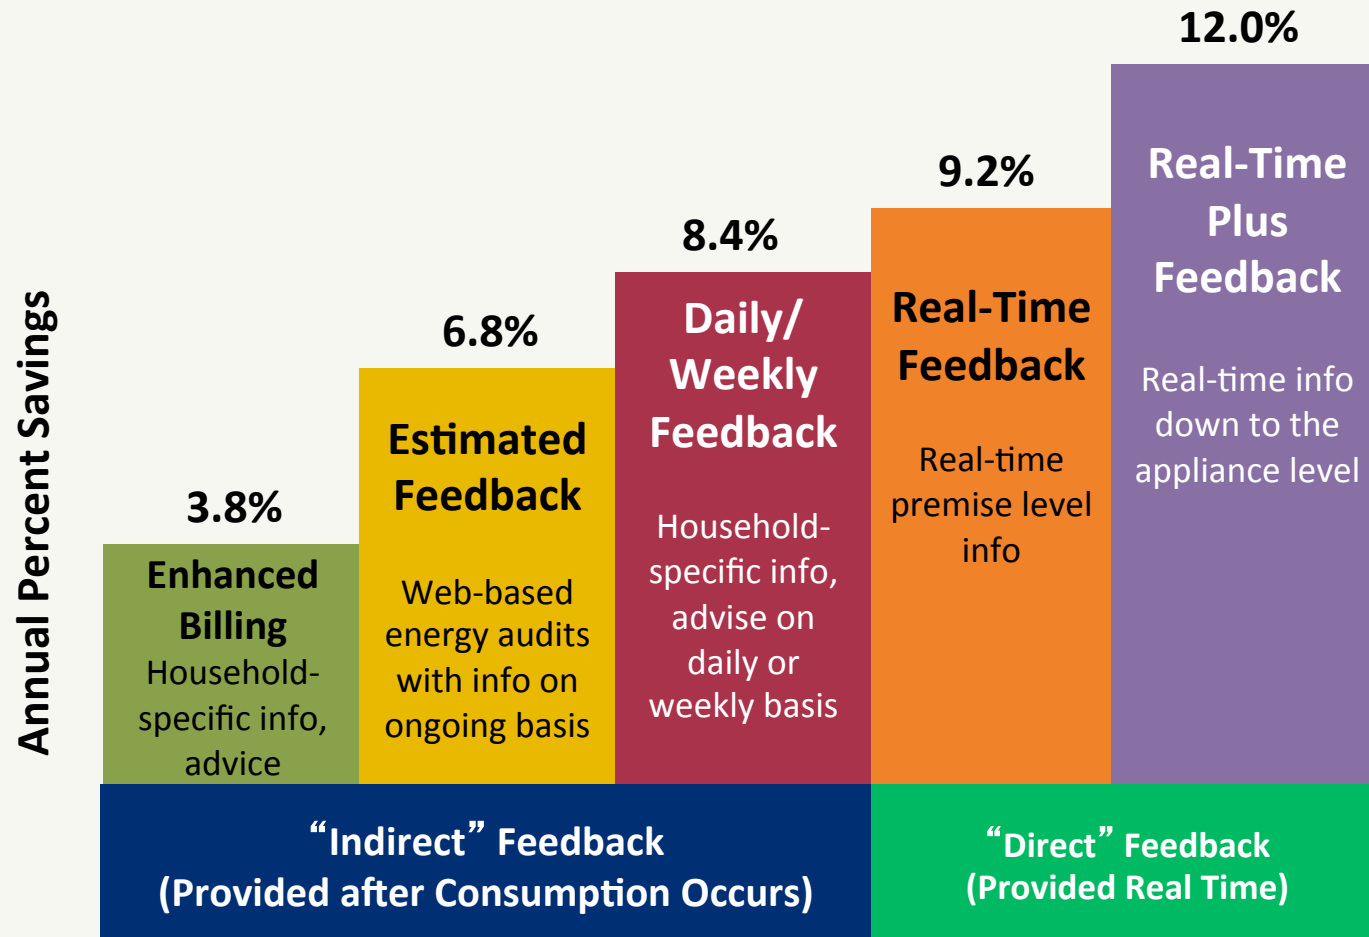 Annual Percent Savings
3.8%
Enhanced
Billing
Household-
specific info,
advice
6.8%
Estimated
Feedback
Web-based
energy audits
with info on
ongoing basis
8.4%
Daily/
Weekly
Feedback
Household-
specific info,
advise on
daily or
weekly basis
9.2%
Real-Time
Feedback
Real-time
premise level
info
12.0%
Real-Time
Plus
Feedback
Real-time info
down to the
appliance level
“Indirect” Feedback
(Provided after Consumption Occurs)
“Direct” Feedback
(Provided Real Time)